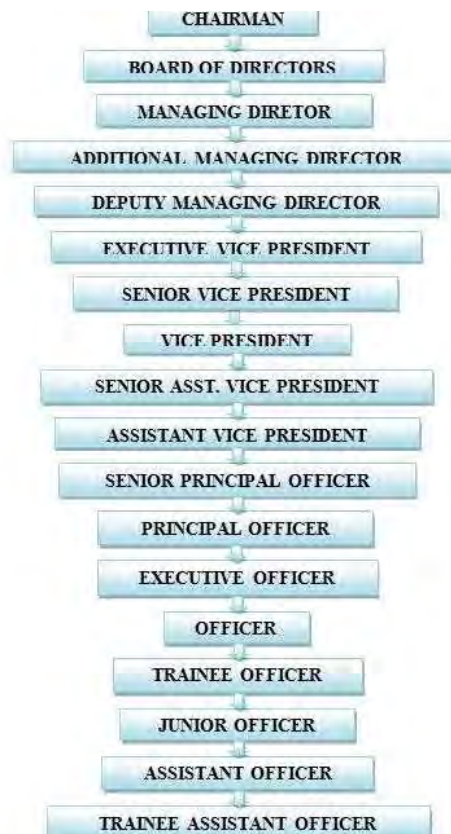 CHAIRMAN
BOARD OF DIRECTORS
MANAGING DIRETOR
ADDITIONAL MANAGING DIRECTOR
DEPUTY MANAGING DIRECTOR
EXECUTIVE VICE PRESIDENT
SENIOR VICE PRESIDENT
VICE PRESIDENT
SENIOR ASST. VICE PRESIDENT
ASSISTANT VICE PRESIDENT
SENIOR PRINCIPAL OFFICER
PRINCIPAL OFFICER
EXECUTIVE OFFICER
OFFICER
TRAINEE OFFICER
JUNIOR OFFICER
ASSISTANT OFFICER
TRAINEE ASSISTANT OFFICER